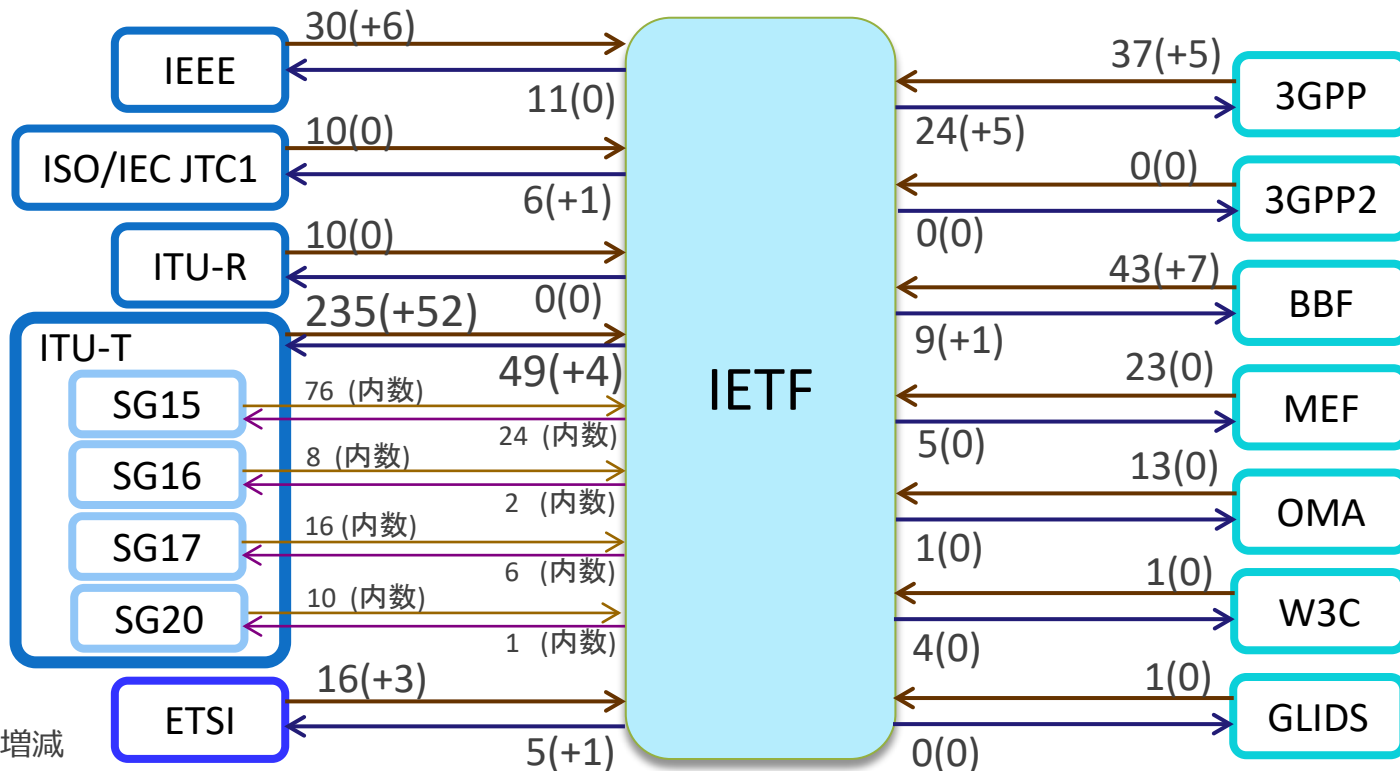 30(+6)
IEEE
11(0)
10(0)
ISO/IEC JTC1
6(+1)
10(0)
ITU-R
0(0)
235(+52)
ITU-T
49(+4)
76 (内数)
SG15
24 (内数)
8 (内数)
SG16
2 (内数)
16 (内数)
SG17
6 (内数)
10 (内数)
SG20
1 (内数)
16(+3)
ETSI
5(+1)
増減
IETF
37(+5)
3GPP
24(+5)
0(0)
3GPP2
0(0)
43(+7)
BBF
9(+1)
23(0)
MEF
5(0)
13(0)
OMA
1(0)
1(0)
W3C
4(0)
1(0)
GLIDS
0(0)